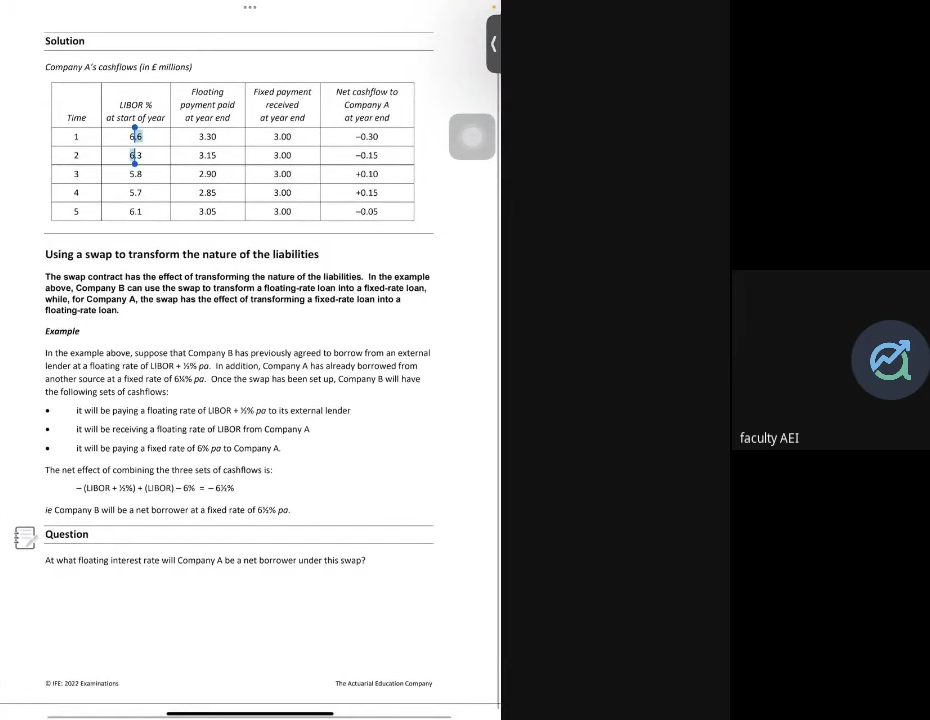 Solution
Company A's cashflows (in £ millions)
Time
LIBOR % at start of year
Floating payment paid at year end
Fixed payment received at year end
Net cashflow to Company A at year end
1 6.6 3.30 3.00 −0.30
2 6.3 3.15 3.00 −0.15
3 5.8 2.90 3.00 +0.10
4 5.7 2.85 3.00 +0.15
5 6.1 3.05 3.00 −0.05
Using a swap to transform the nature of the liabilities
The swap contract has the effect of transforming the nature of the liabilities. In the example
above, Company B can use the swap to transform a floating-rate loan into a fixed-rate loan,
while, for Company A, the swap has the effect of transforming a fixed-rate loan into a
floating-rate loan.
Example
In the example above, suppose that Company B has previously agreed to borrow from an external
lender at a floating rate of LIBOR + ½% pa. In addition, Company A has already borrowed from
another source at a fixed rate of 6¼% pa. Once the swap has been set up, Company B will have
the following sets of cashflows:
• it will be paying a floating rate of LIBOR + ½% pa to its external lender
• it will be receiving a floating rate of LIBOR from Company A
• it will be paying a fixed rate of 6% pa to Company A.
The net effect of combining the three sets of cashflows is:
− (LIBOR + ½%) + (LIBOR) − 6% = − 6½%
ie Company B will be a net borrower at a fixed rate of 6½% pa.
Question
At what floating interest rate will Company A be a net borrower under this swap?
© IFE: 2022 Examinations
The Actuarial Education Company
faculty AEI